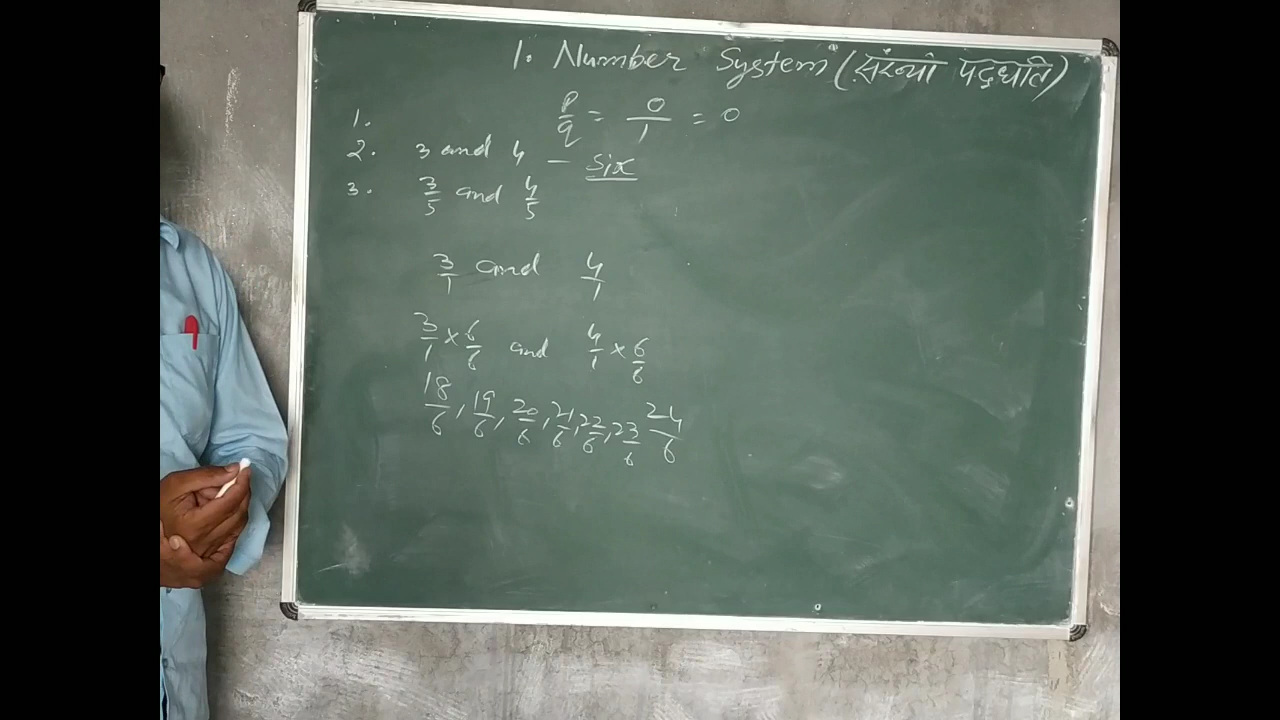 1. Number System (संख्या पद्धति)
1. p/q = 0/1 = 0
2. 3 and 4 – six
3. 3/5 and 4/5
3/1 and 4/1
3/1 × 6/6 and 4/1 × 6/6
18/6, 19/6, 20/6, 21/6, 22/6, 23/6 24/6